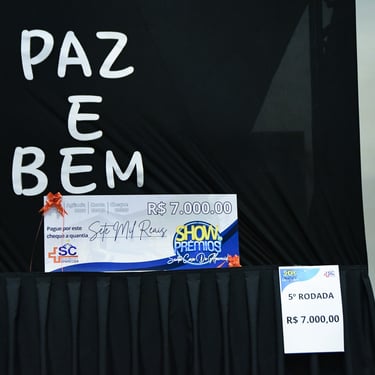 PAZ
E
BEM
R$ 7.000,00
Pague por este
cheque a quantia
Sete Mil Reais
SHOW
PRÊMIOS
SC
5ª RODADA
R$ 7.000,00